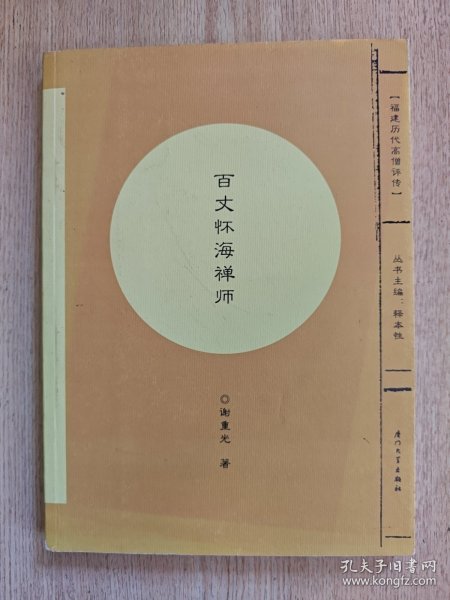 百丈怀海禅师
◎谢重光 著
【福建历代高僧评传】
丛书主编：释本性
厦门大学出版社
孔夫子旧书网
www.kongfz.com